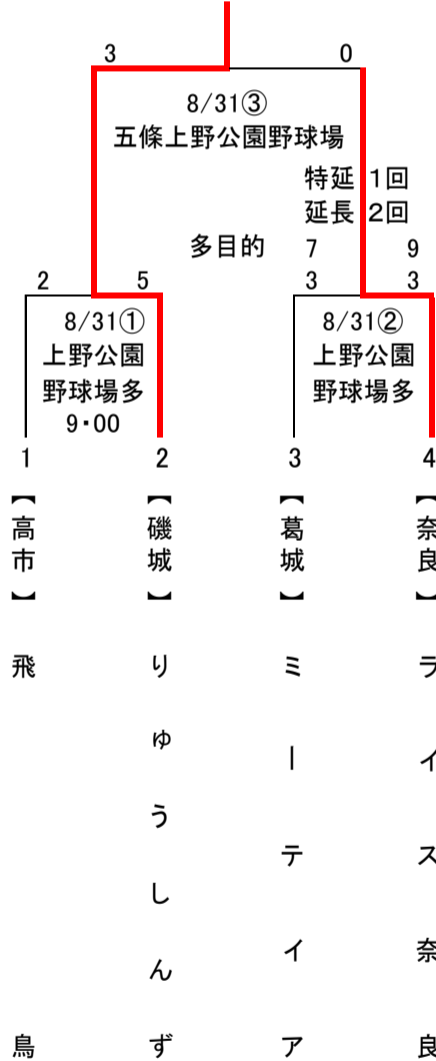 3 0
8/31③
五條上野公園野球場
特延 1回
延長 2回
多目的 7 9
2 5 3 3
8/31①
上野公園
野球場多
9・00
8/31②
上野公園
野球場多
1 2 3 4
【高市】飛鳥
【磯城】りゅうしんず
【葛城】ミーティア
【奈良】ライズ奈良